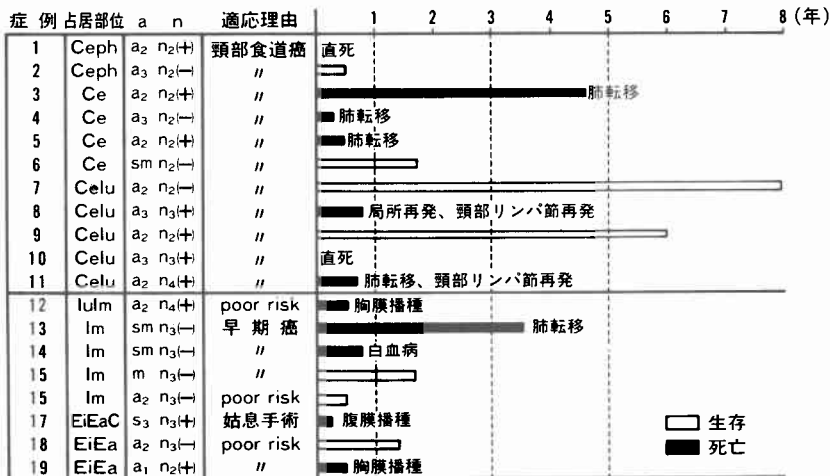 症例 占居部位 a n 適応理由 1 2 3 4 5 6 7 8 (年)
1 Ceph a₂ n₂(+) 頸部食道癌 直死
2 Ceph a₃ n₂(−) 〃
3 Ce a₂ n₂(+) 〃 肺転移
4 Ce a₃ n₂(−) 〃 肺転移
5 Ce a₂ n₂(+) 〃 肺転移
6 Ce sm n₂(−) 〃
7 CeIu a₂ n₂(−) 〃
8 CeIu a₃ n₃(+) 〃 局所再発、頸部リンパ節再発
9 CeIu a₂ n₂(+) 〃
10 CeIu a₃ n₃(+) 〃 直死
11 CeIu a₂ n₄(+) 〃 肺転移、頸部リンパ節再発
12 IuIm a₂ n₄(+) poor risk 胸膜播種
13 Im sm n₃(−) 早期癌 肺転移
14 Im sm n₃(−) 〃 白血病
15 Im m n₃(−) 〃
15 Im a₂ n₃(−) poor risk
17 EiEaC s₃ n₃(+) 姑息手術 腹膜播種 生存
18 EiEa a₂ n₃(−) poor risk 死亡
19 EiEa a₁ n₂(+) 〃 胸膜播種